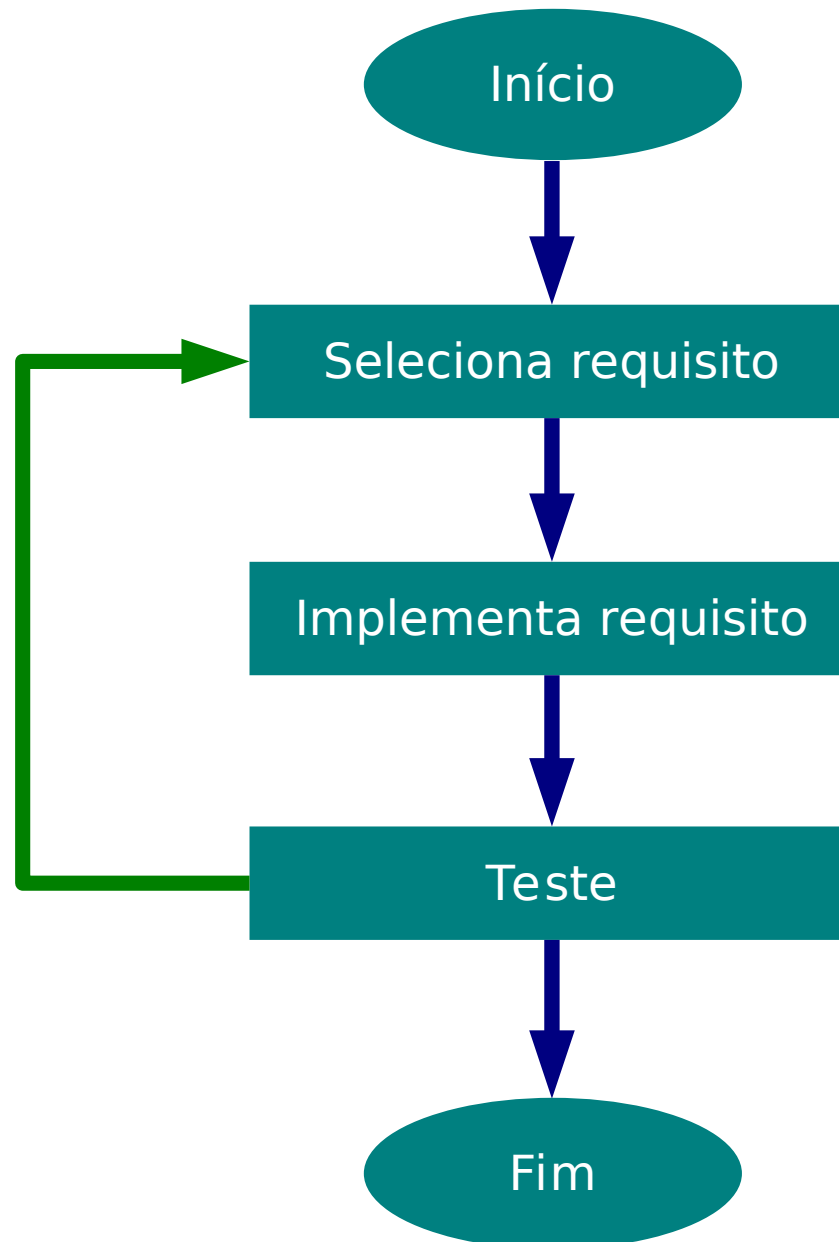 Início
Seleciona requisito
Implementa requisito
Teste
Fim